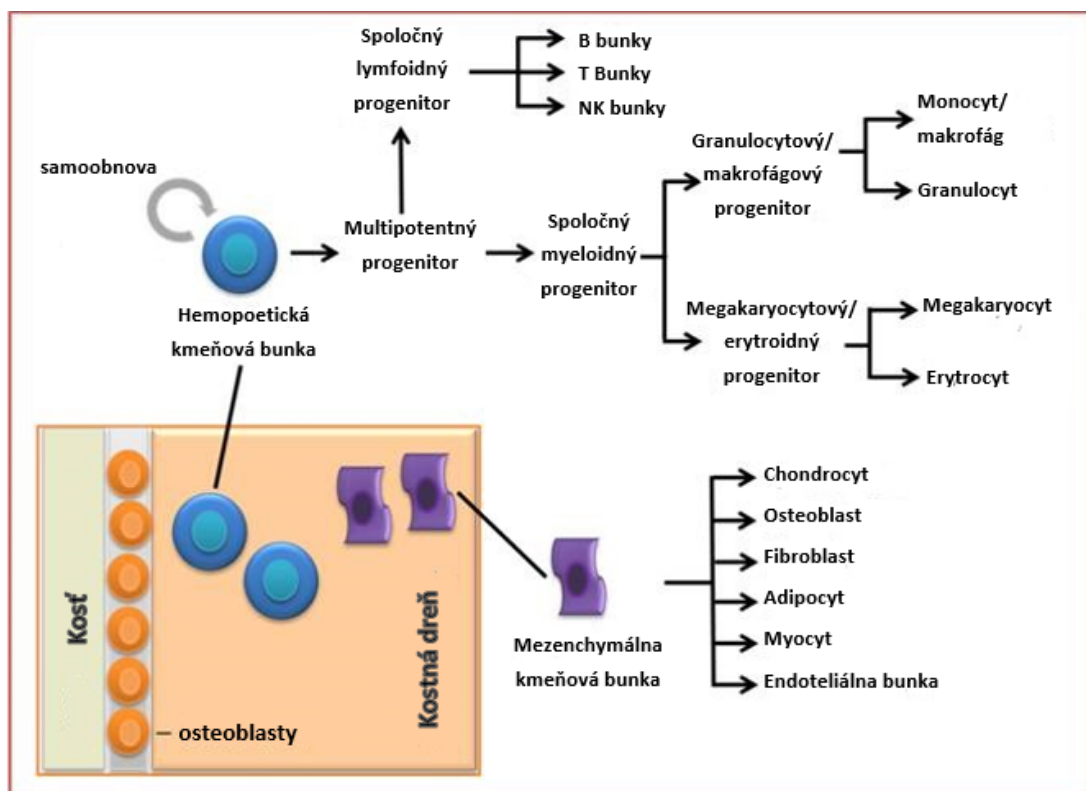 Spoločný
lymfoidný
progenitor
B bunky
T Bunky
NK bunky
samoobnova
Hemopoetická
kmeňová bunka
Multipotentný
progenitor
Spoločný
myeloidný
progenitor
Granulocytový/
makrofágový
progenitor
Monocyt/
makrofág
Granulocyt
Megakaryocytový/
erytroidný
progenitor
Megakaryocyt
Erytrocyt
Kosť
Kostná dreň
osteoblasty
Mezenchymálna
kmeňová bunka
Chondrocyt
Osteoblast
Fibroblast
Adipocyt
Myocyt
Endoteliálna bunka